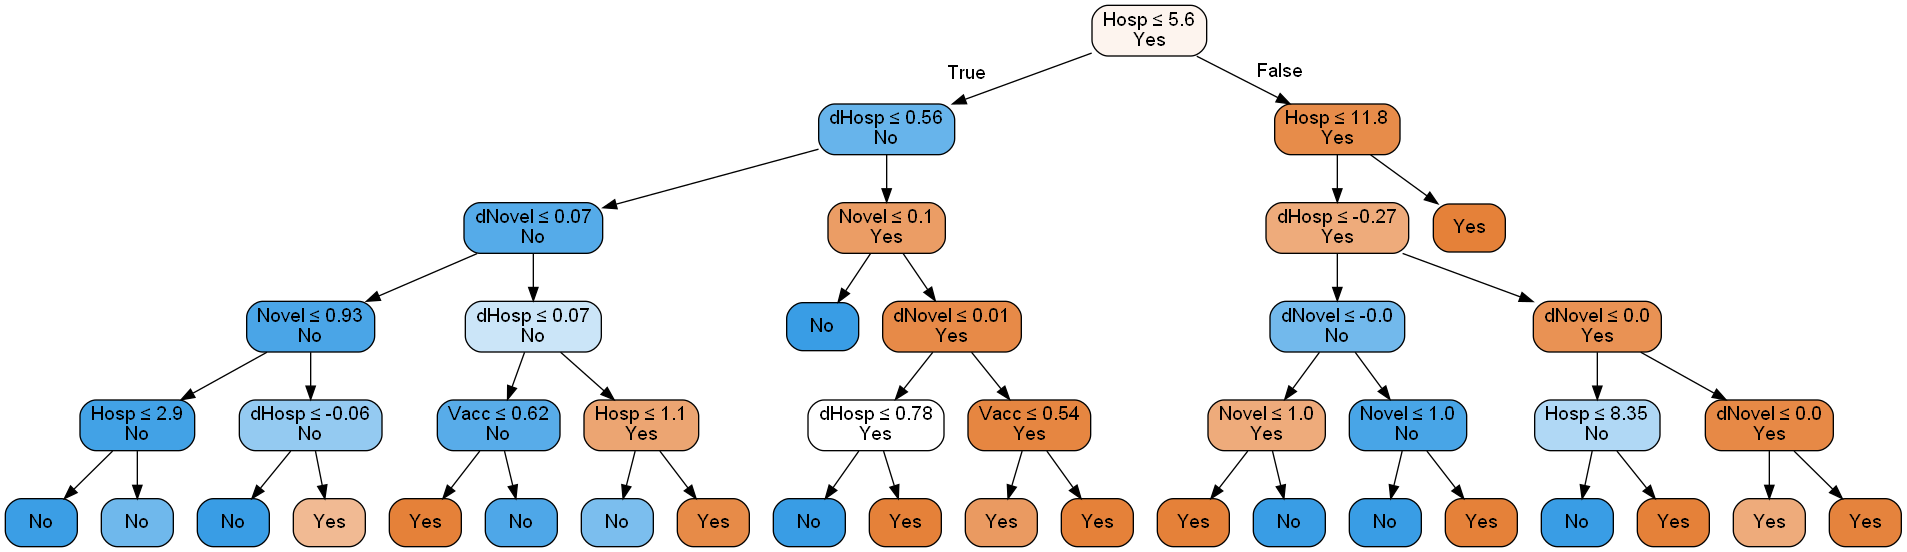 Hosp ≤ 5.6
Yes
True
False
dHosp ≤ 0.56
No
Hosp ≤ 11.8
Yes
dNovel ≤ 0.07
No
Novel ≤ 0.1
Yes
dHosp ≤ -0.27
Yes
Yes
Novel ≤ 0.93
No
dHosp ≤ 0.07
No
No
dNovel ≤ 0.01
Yes
dNovel ≤ -0.0
No
dNovel ≤ 0.0
Yes
Hosp ≤ 2.9
No
dHosp ≤ -0.06
No
Vacc ≤ 0.62
No
Hosp ≤ 1.1
Yes
dHosp ≤ 0.78
Yes
Vacc ≤ 0.54
Yes
Novel ≤ 1.0
Yes
Novel ≤ 1.0
No
Hosp ≤ 8.35
No
dNovel ≤ 0.0
Yes
No
No
No
Yes
Yes
No
No
Yes
No
Yes
Yes
Yes
Yes
No
No
Yes
No
Yes
Yes
Yes